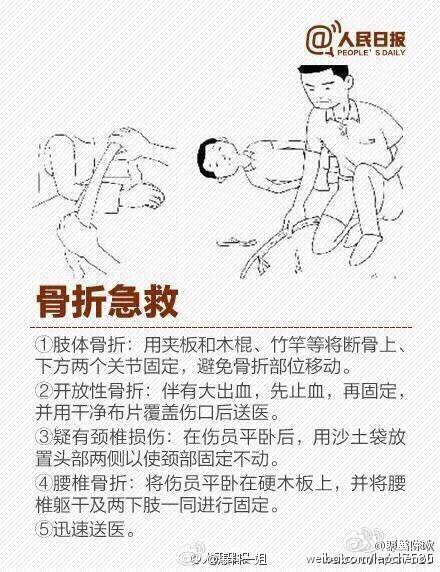 @人民日报
PEOPLE'S DAILY
骨折急救
①肢体骨折：用夹板和木棍、竹竿等将断骨上、
下方两个关节固定，避免骨折部位移动。
②开放性骨折：伴有大出血，先止血，再固定，
并用干净布片覆盖伤口后送医。
③疑有颈椎损伤：在伤员平卧后，用沙土袋放
置头部两侧以使颈部固定不动。
④腰椎骨折：将伤员平卧在硬木板上，并将腰
椎躯干及两下肢一同进行固定。
⑤迅速送医。